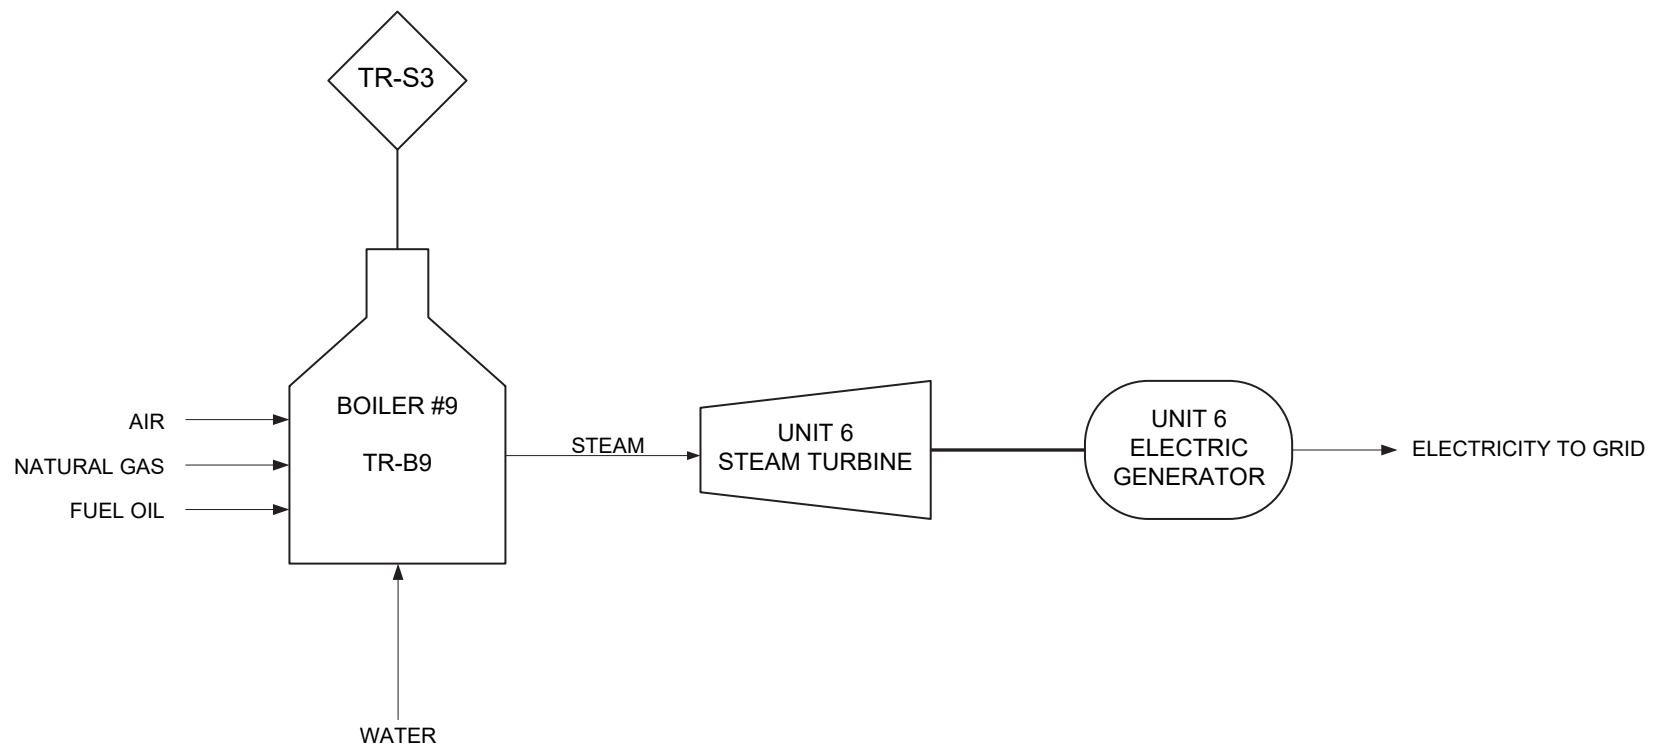 TR-S3
BOILER #9
TR-B9
AIR
NATURAL GAS
FUEL OIL
WATER
STEAM
UNIT 6
STEAM TURBINE
UNIT 6
ELECTRIC
GENERATOR
ELECTRICITY TO GRID